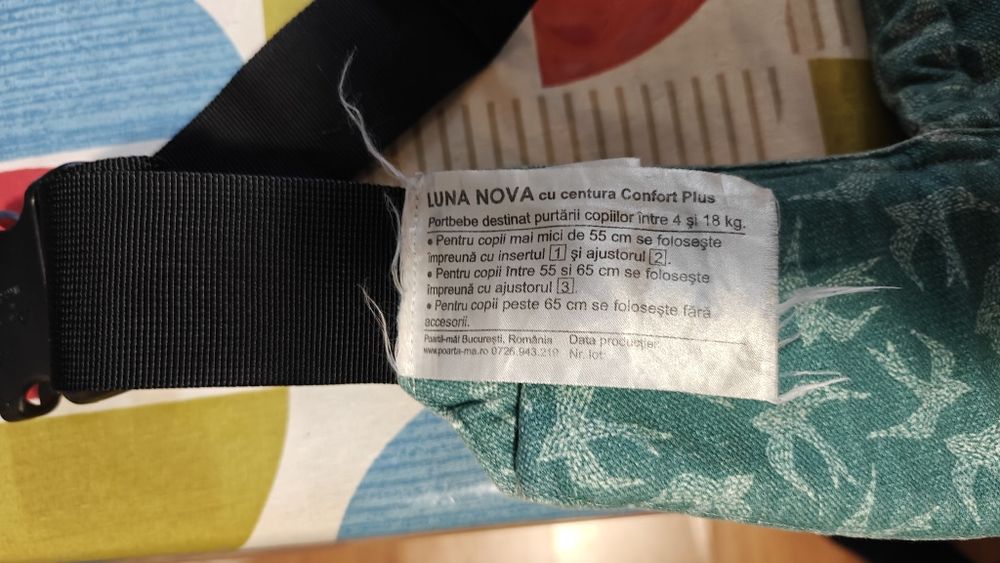 LUNA NOVA cu centura Confort Plus
Portbebe destinat purtării copiilor între 4 și 18 kg.
• Pentru copii mai mici de 55 cm se folosește
împreună cu insertul 1 și ajustorul 2.
• Pentru copii între 55 si 65 cm se folosește
împreună cu ajustorul 3.
• Pentru copii peste 65 cm se folosește fără
accesorii.
Poartă-mă! București, România Data producției:
www.poarta-ma.ro 0726.943.210 Nr. lot: